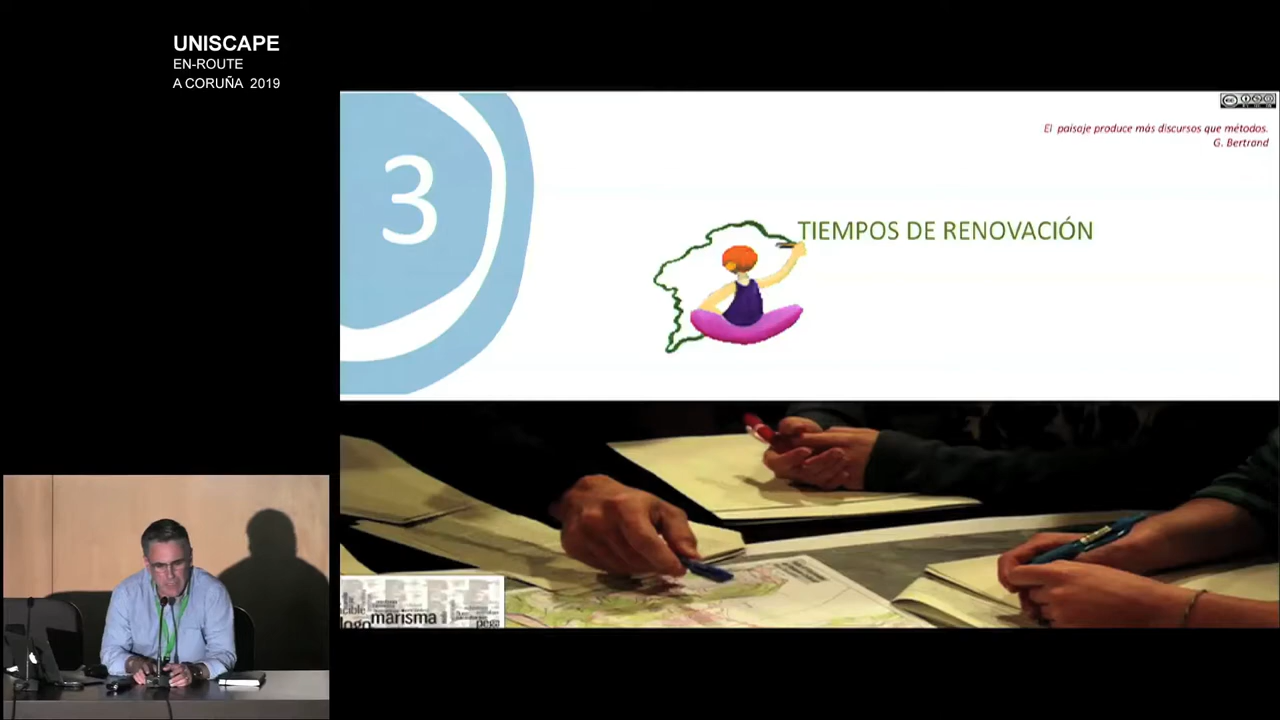 UNISCAPE
EN-ROUTE
A CORUÑA 2019
El paisaje produce más discursos que métodos.
G. Bertrand
3
TIEMPOS DE RENOVACIÓN
marisma